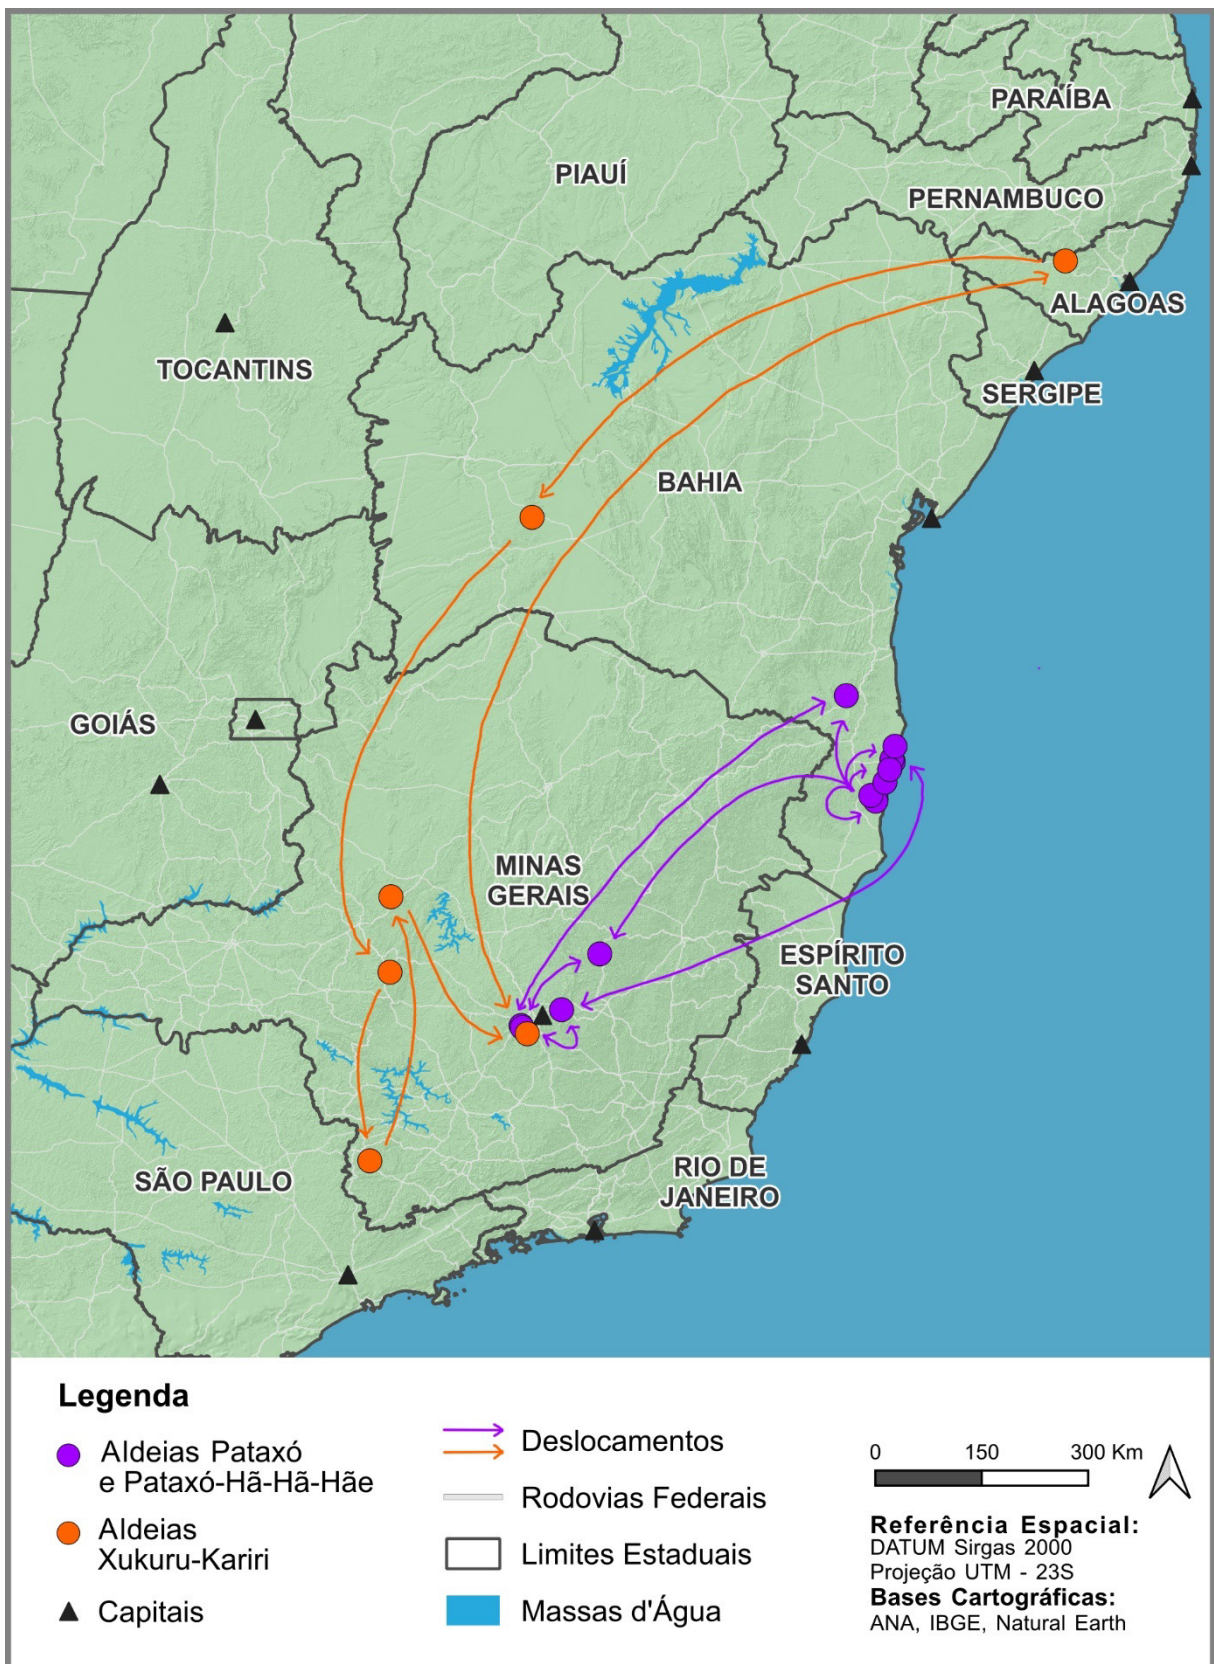 PARAÍBA
PIAUÍ
PERNAMBUCO
ALAGOAS
TOCANTINS
SERGIPE
BAHIA
GOIÁS
MINAS
GERAIS
ESPÍRITO
SANTO
SÃO PAULO
RIO DE
JANEIRO
Legenda
Aldeias Pataxó
e Pataxó-Hã-Hã-Hãe
Aldeias
Xukuru-Kariri
Capitais
Deslocamentos
Rodovias Federais
Limites Estaduais
Massas d'Água
0 150 300 Km
Referência Espacial:
DATUM Sirgas 2000
Projeção UTM - 23S
Bases Cartográficas:
ANA, IBGE, Natural Earth